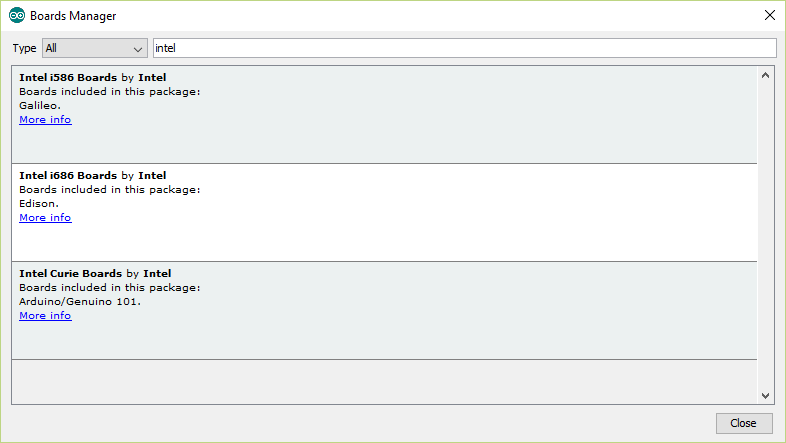 Boards Manager
Type All intel
Intel i586 Boards by Intel
Boards included in this package:
Galileo.
More info
Intel i686 Boards by Intel
Boards included in this package:
Edison.
More info
Intel Curie Boards by Intel
Boards included in this package:
Arduino/Genuino 101.
More info
Close